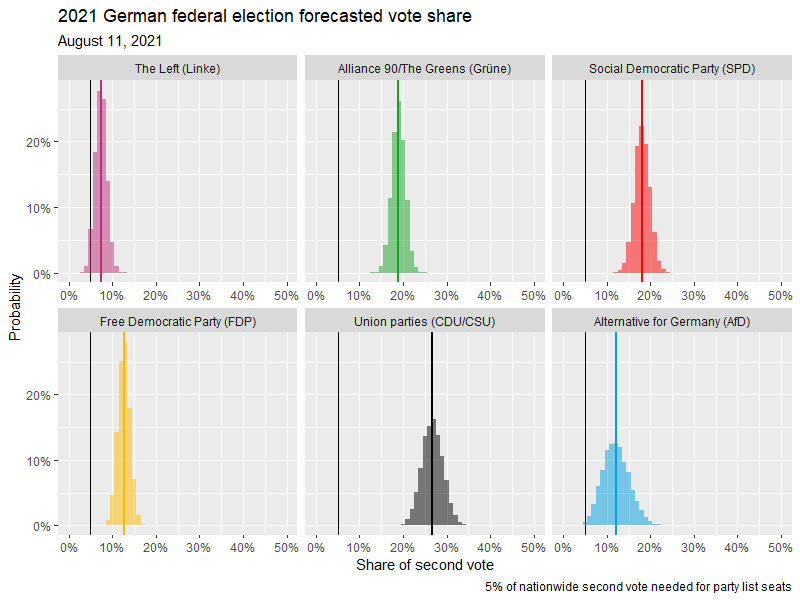 2021 German federal election forecasted vote share
August 11, 2021
The Left (Linke)
Alliance 90/The Greens (Grüne)
Social Democratic Party (SPD)
20%
10%
0%
0% 10% 20% 30% 40% 50%
0% 10% 20% 30% 40% 50%
0% 10% 20% 30% 40% 50%
Probability
Free Democratic Party (FDP)
Union parties (CDU/CSU)
Alternative for Germany (AfD)
20%
10%
0%
0% 10% 20% 30% 40% 50%
0% 10% 20% 30% 40% 50%
0% 10% 20% 30% 40% 50%
Share of second vote
5% of nationwide second vote needed for party list seats